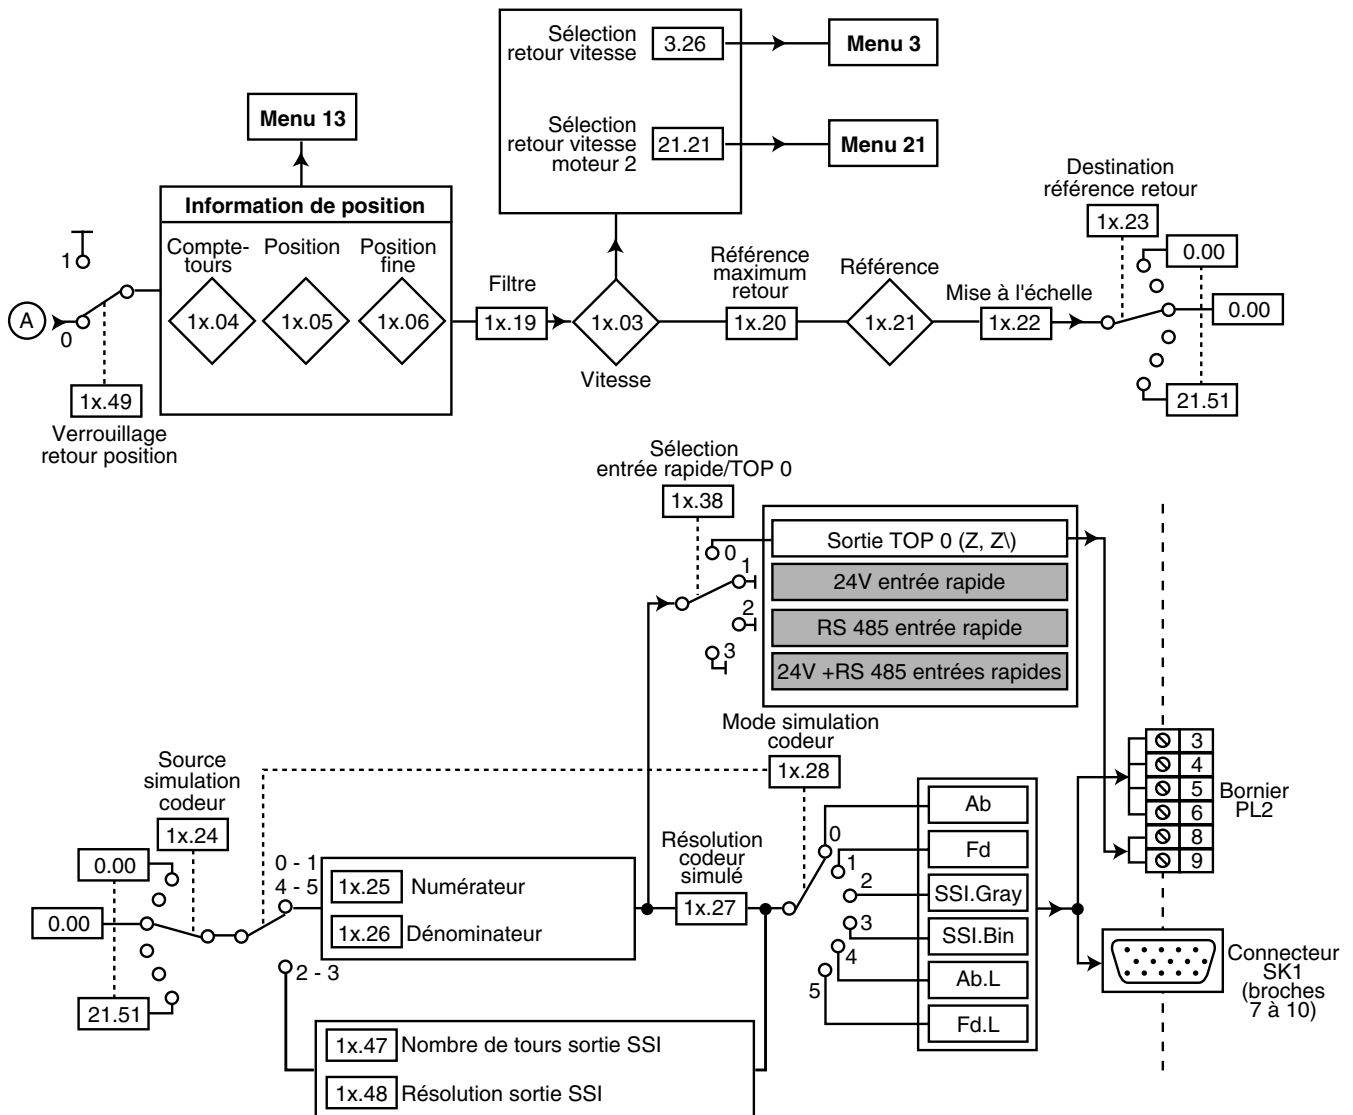 Sélection
retour vitesse
3.26
Menu 3
Sélection
retour vitesse
moteur 2
21.21
Menu 21
Menu 13
Information de position
Compte-
tours
Position
Position
fine
1x.04
1x.05
1x.06
1
A
0
1x.49
Verrouillage
retour position
Filtre
1x.19
1x.03
Vitesse
Référence
maximum
retour
1x.20
Référence
1x.21
Mise à l'échelle
1x.22
Destination
référence retour
1x.23
0.00
0.00
21.51
Sélection
entrée rapide/TOP 0
1x.38
0
1
2
3
Sortie TOP 0 (Z, Z\)
24V entrée rapide
RS 485 entrée rapide
24V +RS 485 entrées rapides
Mode simulation
codeur
1x.28
Source
simulation
codeur
1x.24
0.00
0.00
21.51
0 - 1
4 - 5
2 - 3
1x.25 Numérateur
1x.26 Dénominateur
Résolution
codeur
simulé
1x.27
0
1
2
3
4
5
Ab
Fd
SSI.Gray
SSI.Bin
Ab.L
Fd.L
1x.47 Nombre de tours sortie SSI
1x.48 Résolution sortie SSI
3
4
5
6
8
9
Bornier
PL2
Connecteur
SK1
(broches
7 à 10)